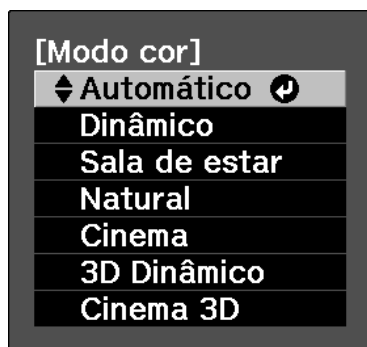 [Modo cor]
Automático
Dinâmico
Sala de estar
Natural
Cinema
3D Dinâmico
Cinema 3D